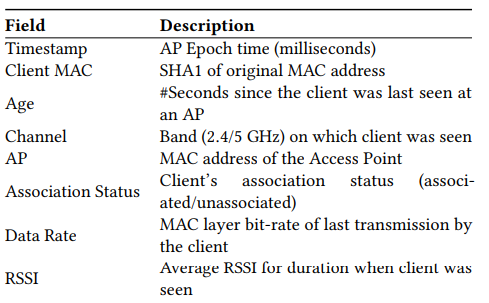 Field Description
Timestamp AP Epoch time (milliseconds)
Client MAC SHA1 of original MAC address
Age #Seconds since the client was last seen at
an AP
Channel Band (2.4/5 GHz) on which client was seen
AP MAC address of the Access Point
Association Status Client's association status (associ-
ated/unassociated)
Data Rate MAC layer bit-rate of last transmission by
the client
RSSI Average RSSI for duration when client was
seen